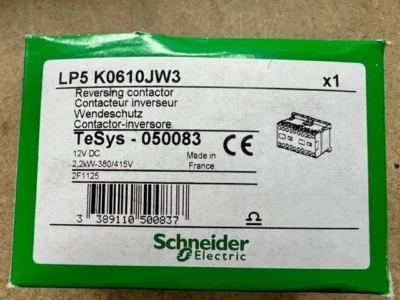 LP5 K0610JW3 x1
Reversing contactor
Contacteur inverseur
Wendeschutz
Contactor-inversore
TeSys - 050083 CE
12V DC Made in
2,2kW-380/415V France
2F1125
3 389110 500837
Schneider
Electric